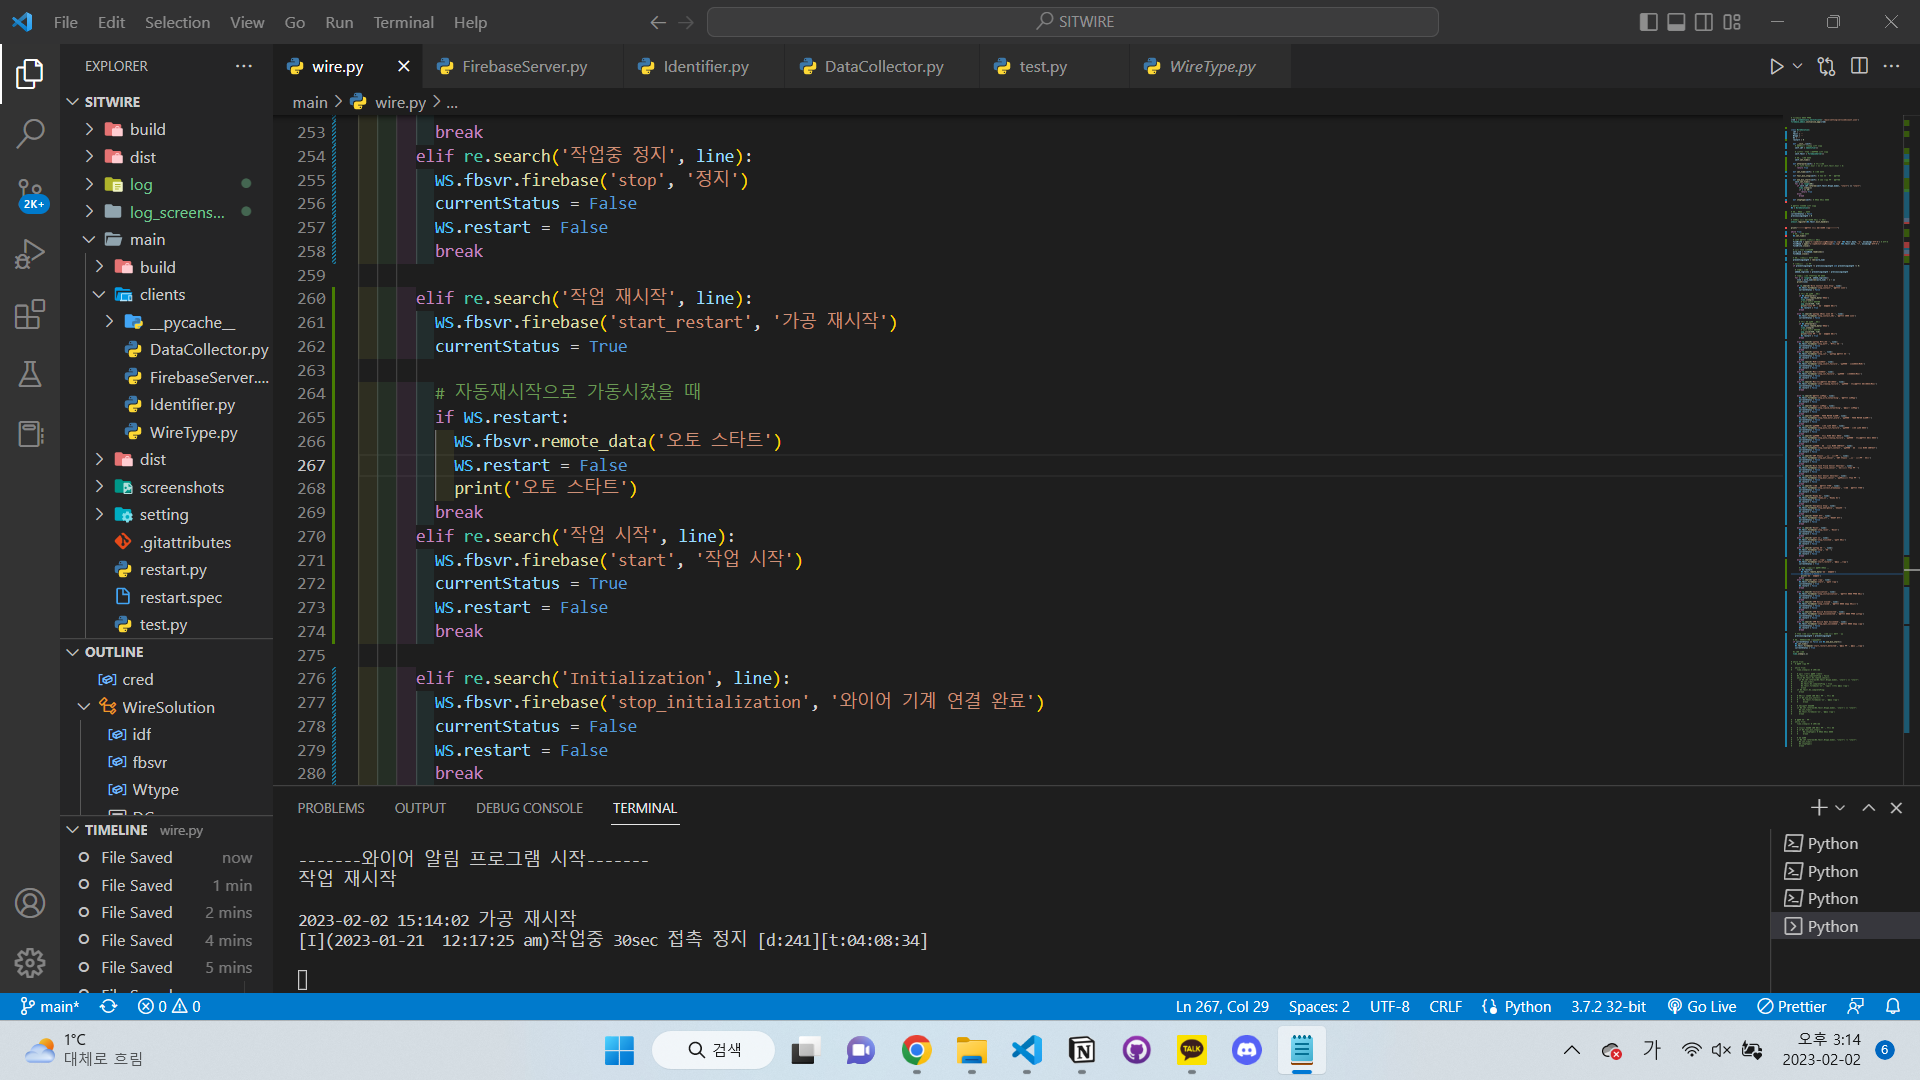 File Edit Selection View Go Run Terminal Help
SITWIRE
EXPLORER
wire.py
FirebaseServer.py
Identifier.py
DataCollector.py
test.py
WireType.py
main > wire.py > ...
SITWIRE
build
dist
log
log_screens...
main
build
clients
__pycache__
DataCollector.py
FirebaseServer....
Identifier.py
WireType.py
dist
screenshots
setting
.gitattributes
restart.py
restart.spec
test.py
2K+
OUTLINE
cred
WireSolution
idf
fbsvr
Wtype
TIMELINE wire.py
File Saved now
File Saved 1 min
File Saved 2 mins
File Saved 4 mins
File Saved 5 mins
253 break
254 elif re.search('작업중 정지', line):
255 WS.fbsvr.firebase('stop', '정지')
256 currentStatus = False
257 WS.restart = False
258 break
259
260 elif re.search('작업 재시작', line):
261 WS.fbsvr.firebase('start_restart', '가공 재시작')
262 currentStatus = True
263
264 # 자동재시작으로 가동시켰을 때
265 if WS.restart:
266 WS.fbsvr.remote_data('오토 스타트')
267 WS.restart = False
268 print('오토 스타트')
269 break
270 elif re.search('작업 시작', line):
271 WS.fbsvr.firebase('start', '작업 시작')
272 currentStatus = True
273 WS.restart = False
274 break
275
276 elif re.search('Initialization', line):
277 WS.fbsvr.firebase('stop_initialization', '와이어 기계 연결 완료')
278 currentStatus = False
279 WS.restart = False
280 break
PROBLEMS OUTPUT DEBUG CONSOLE TERMINAL
-------와이어 알림 프로그램 시작-------
작업 재시작
2023-02-02 15:14:02 가공 재시작
[I](2023-01-21  12:17:25 am)작업중 30sec 접촉 정지 [d:241][t:04:08:34]
Python
Python
Python
Python
main* 0 0 Ln 267, Col 29 Spaces: 2 UTF-8 CRLF Python 3.7.2 32-bit Go Live Prettier
1°C
대체로 흐림
검색
TALK
가
오후 3:14
2023-02-02
6